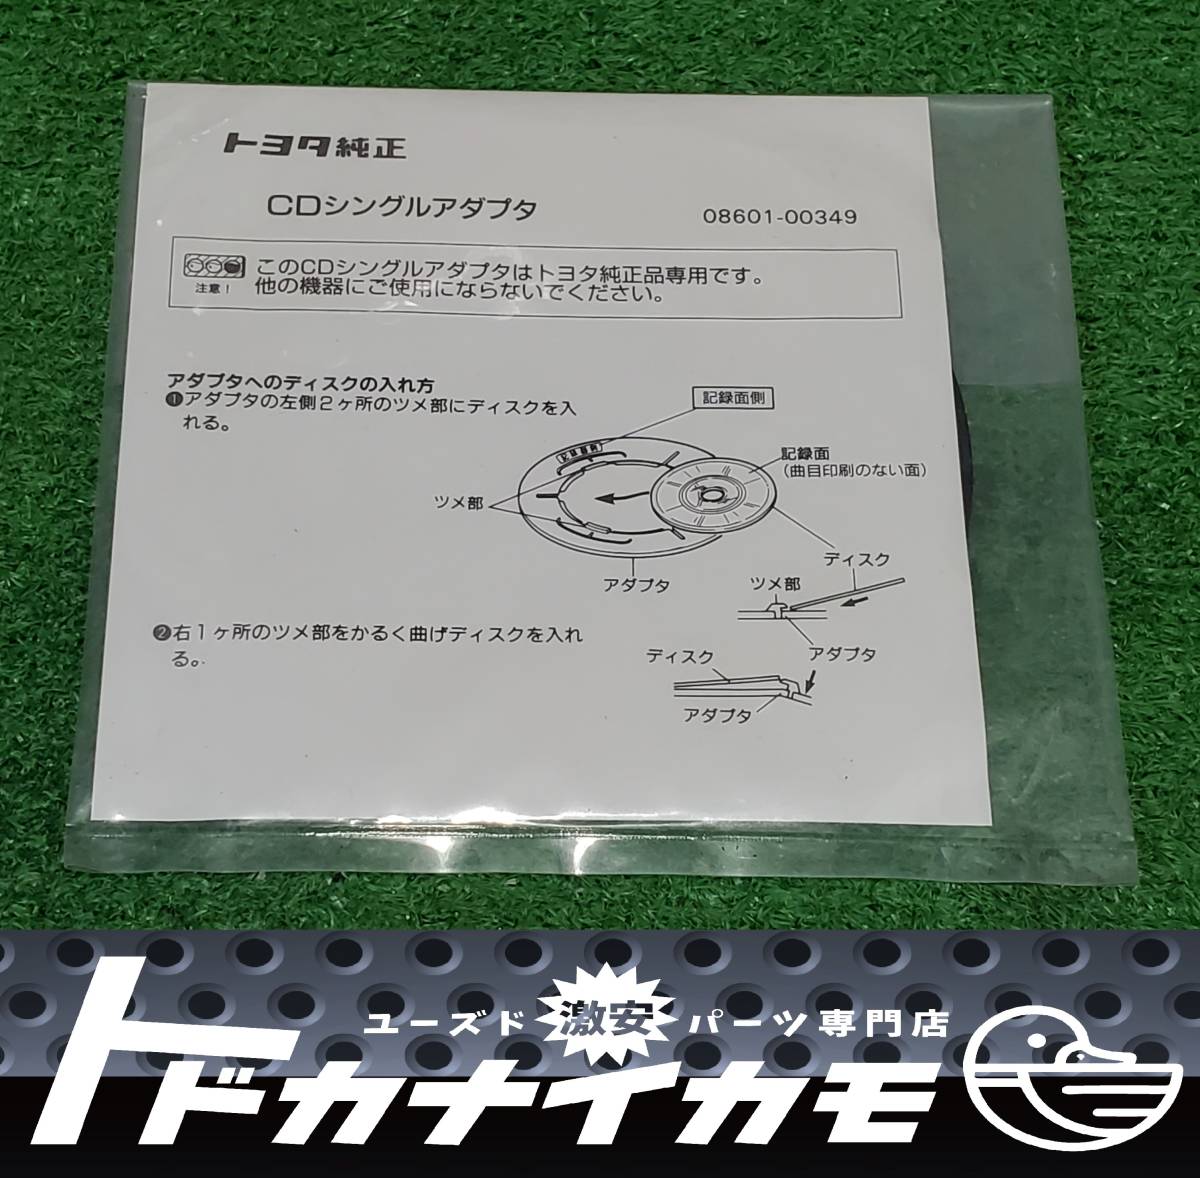 トヨタ純正
CDシングルアダプタ
08601-00349
注意!
このCDシングルアダプタはトヨタ純正品専用です。
他の機器にご使用にならないでください。
アダプタへのディスクの入れ方
❶アダプタの左側2ヶ所のツメ部にディスクを入
れる。
記録面側
記録面側
記録面
(曲目印刷のない面)
ツメ部
アダプタ
ディスク
ツメ部
アダプタ
❷右1ヶ所のツメ部をかるく曲げディスクを入れ
る。
ディスク
アダプタ
ユーズド激安パーツ専門店
トドカナイカモ